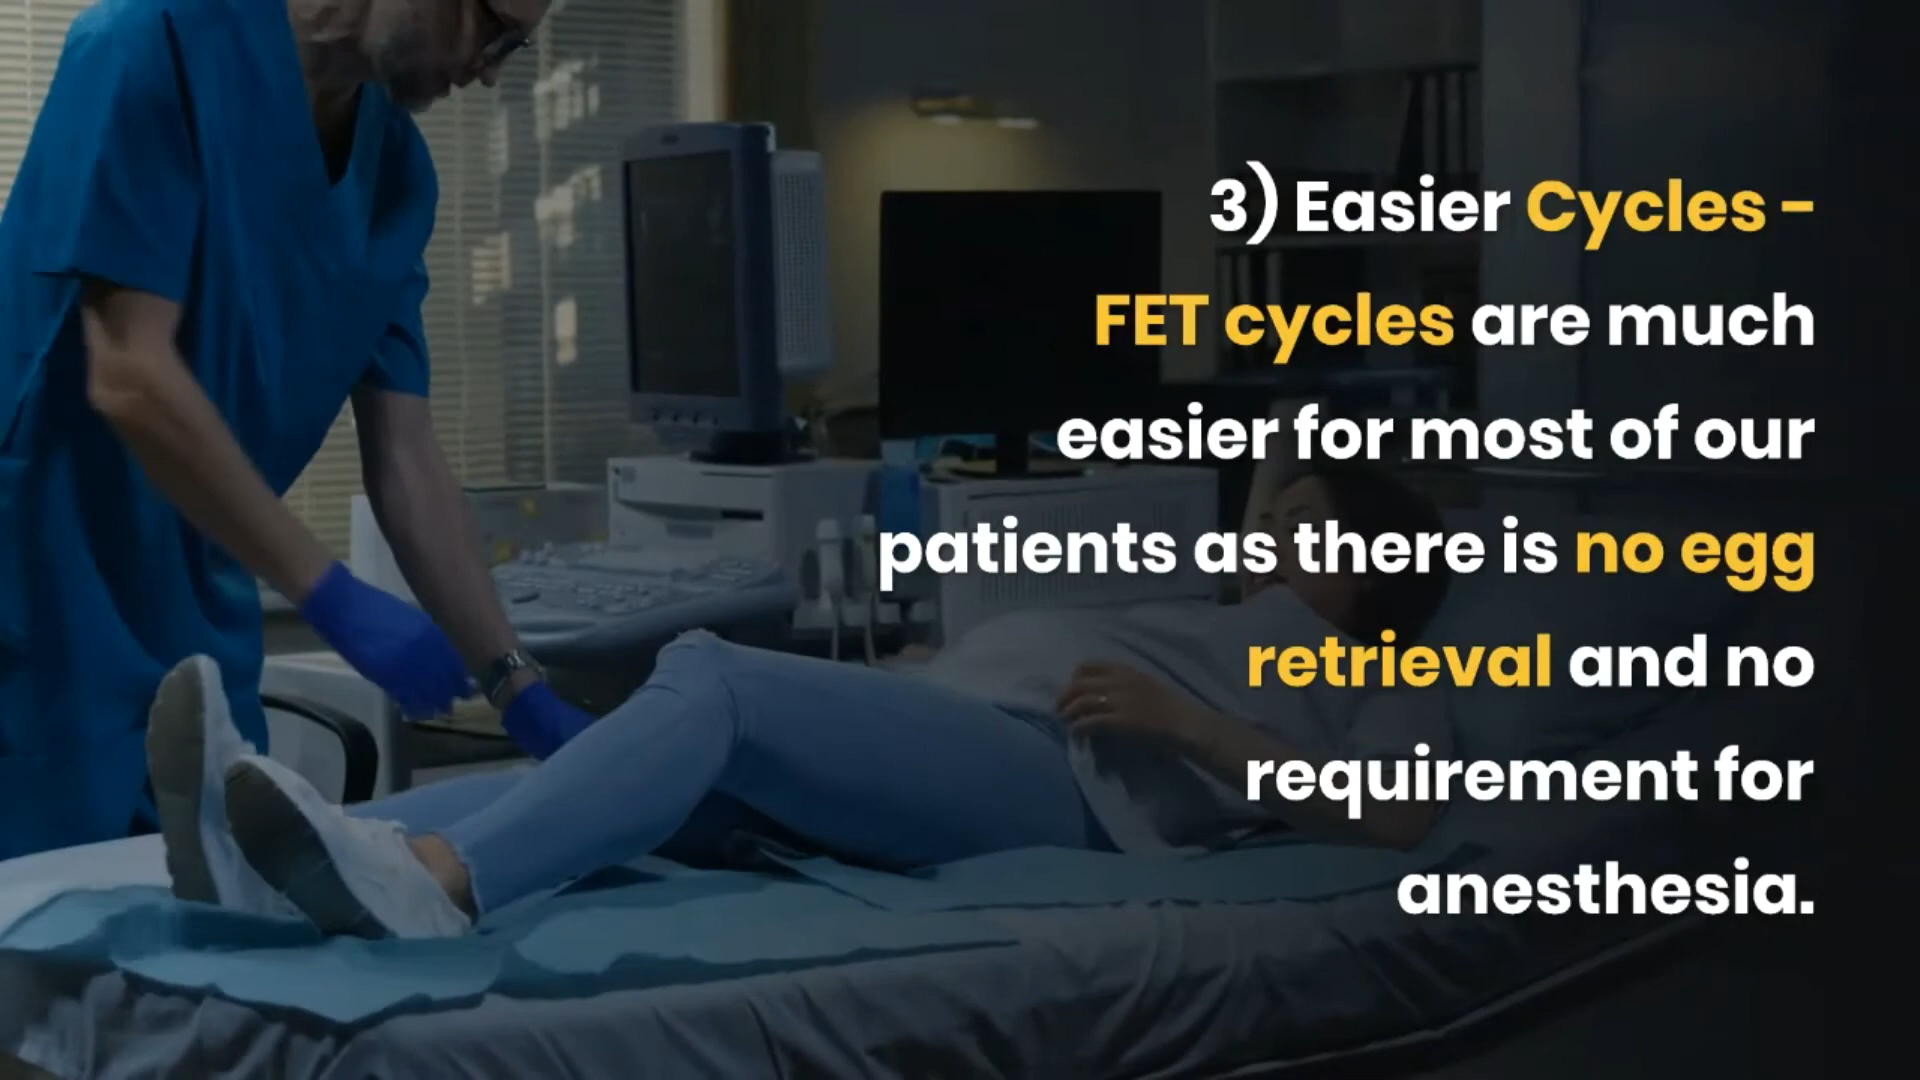 3) Easier Cycles -
FET cycles are much
easier for most of our
patients as there is no egg
retrieval and no
requirement for
anesthesia.